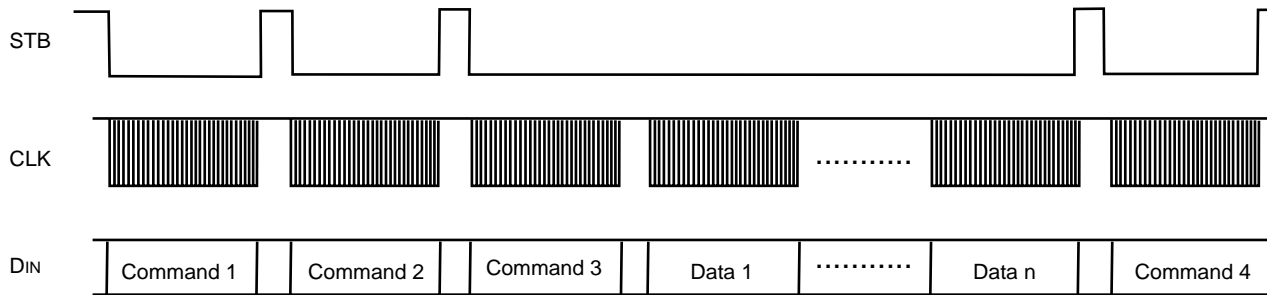 STB
CLK
...........
DIN Command 1 Command 2 Command 3 Data 1 ........... Data n Command 4